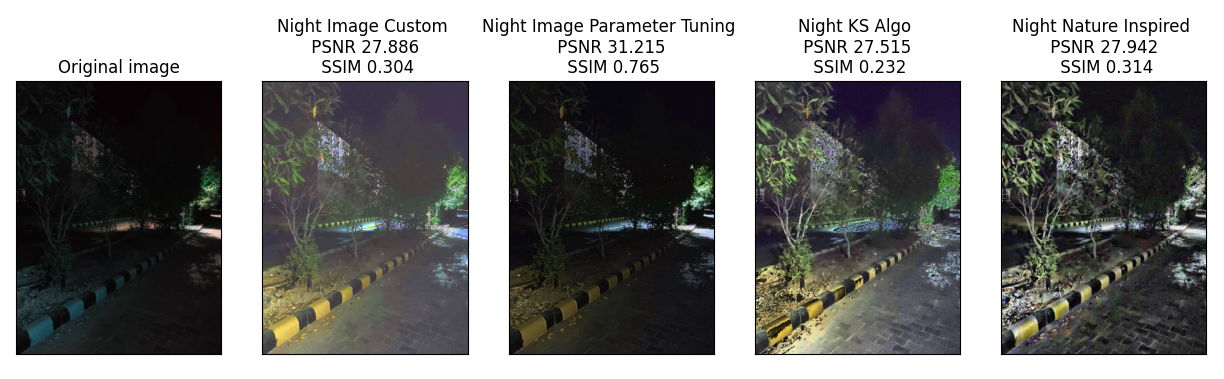 Original image
Night Image Custom
PSNR 27.886
SSIM 0.304
Night Image Parameter Tuning
PSNR 31.215
SSIM 0.765
Night KS Algo
PSNR 27.515
SSIM 0.232
Night Nature Inspired
PSNR 27.942
SSIM 0.314